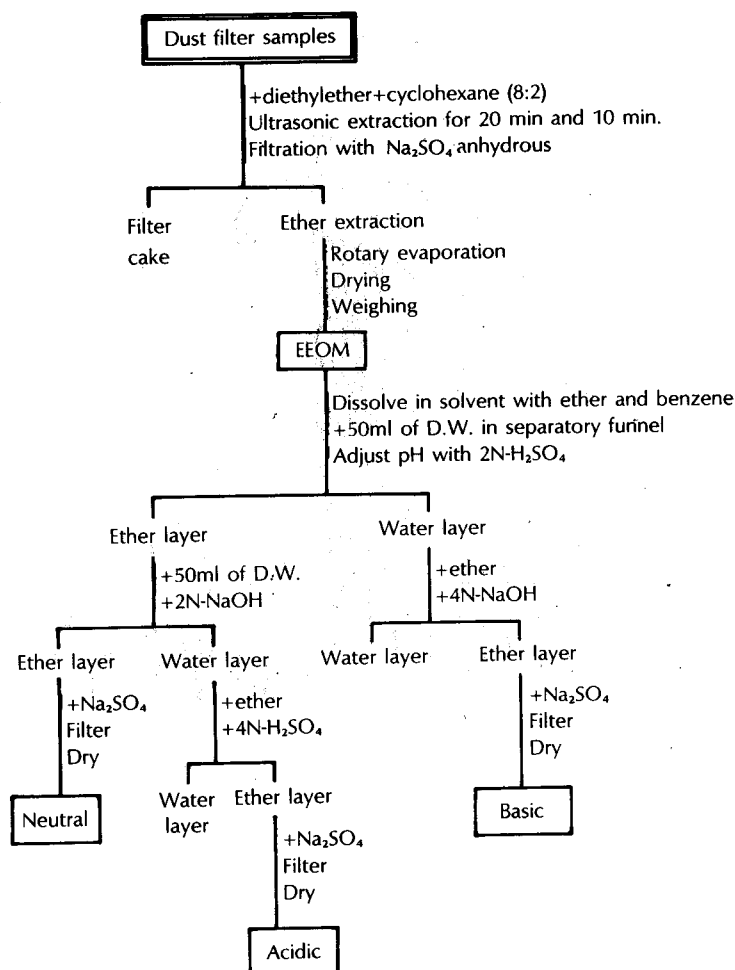 Dust filter samples
+diethylether+cyclohexane (8:2)
Ultrasonic extraction for 20 min and 10 min.
Filtration with Na₂SO₄ anhydrous
Filter
cake
Ether extraction
Rotary evaporation
Drying
Weighing
EEOM
Dissolve in solvent with ether and benzene
+50ml of D.W. in separatory funnel
Adjust pH with 2N-H₂SO₄
Ether layer
Water layer
+50ml of D.W.
+2N-NaOH
+ether
+4N-NaOH
Ether layer
Water layer
Water layer
Ether layer
+Na₂SO₄
Filter
Dry
+ether
+4N-H₂SO₄
+Na₂SO₄
Filter
Dry
Neutral
Water
layer
Ether layer
Basic
+Na₂SO₄
Filter
Dry
Acidic